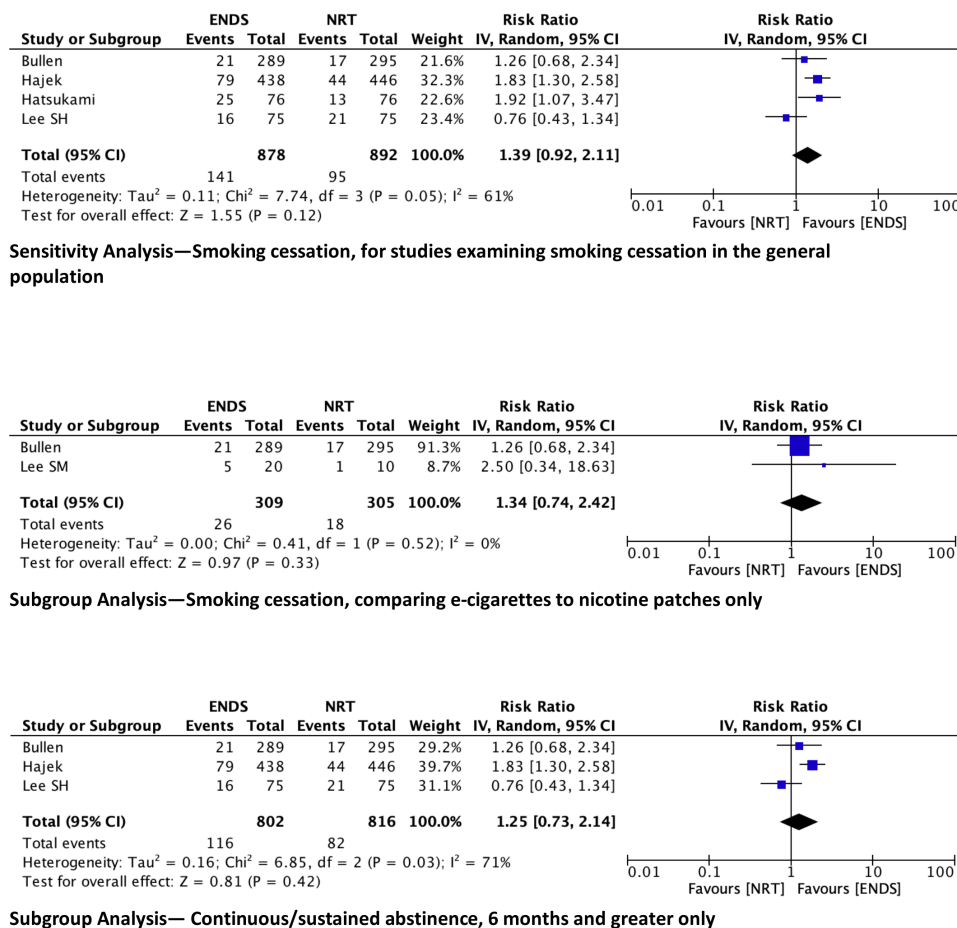 ENDS NRT Risk Ratio Risk Ratio
Study or Subgroup Events Total Events Total Weight IV, Random, 95% CI IV, Random, 95% CI
Bullen 21 289 17 295 21.6% 1.26 [0.68, 2.34]
Hajek 79 438 44 446 32.3% 1.83 [1.30, 2.58]
Hatsukami 25 76 13 76 22.6% 1.92 [1.07, 3.47]
Lee SH 16 75 21 75 23.4% 0.76 [0.43, 1.34]
Total (95% CI) 878 892 100.0% 1.39 [0.92, 2.11]
Total events 141 95
Heterogeneity: Tau² = 0.11; Chi² = 7.74, df = 3 (P = 0.05); I² = 61%
Test for overall effect: Z = 1.55 (P = 0.12)
0.01 0.1 1 10 100
Favours [NRT] Favours [ENDS]
Sensitivity Analysis—Smoking cessation, for studies examining smoking cessation in the general
population
ENDS NRT Risk Ratio Risk Ratio
Study or Subgroup Events Total Events Total Weight IV, Random, 95% CI IV, Random, 95% CI
Bullen 21 289 17 295 91.3% 1.26 [0.68, 2.34]
Lee SM 5 20 1 10 8.7% 2.50 [0.34, 18.63]
Total (95% CI) 309 305 100.0% 1.34 [0.74, 2.42]
Total events 26 18
Heterogeneity: Tau² = 0.00; Chi² = 0.41, df = 1 (P = 0.52); I² = 0%
Test for overall effect: Z = 0.97 (P = 0.33)
0.01 0.1 1 10 100
Favours [NRT] Favours [ENDS]
Subgroup Analysis—Smoking cessation, comparing e-cigarettes to nicotine patches only
ENDS NRT Risk Ratio Risk Ratio
Study or Subgroup Events Total Events Total Weight IV, Random, 95% CI IV, Random, 95% CI
Bullen 21 289 17 295 29.2% 1.26 [0.68, 2.34]
Hajek 79 438 44 446 39.7% 1.83 [1.30, 2.58]
Lee SH 16 75 21 75 31.1% 0.76 [0.43, 1.34]
Total (95% CI) 802 816 100.0% 1.25 [0.73, 2.14]
Total events 116 82
Heterogeneity: Tau² = 0.16; Chi² = 6.85, df = 2 (P = 0.03); I² = 71%
Test for overall effect: Z = 0.81 (P = 0.42)
0.01 0.1 1 10 100
Favours [NRT] Favours [ENDS]
Subgroup Analysis— Continuous/sustained abstinence, 6 months and greater only